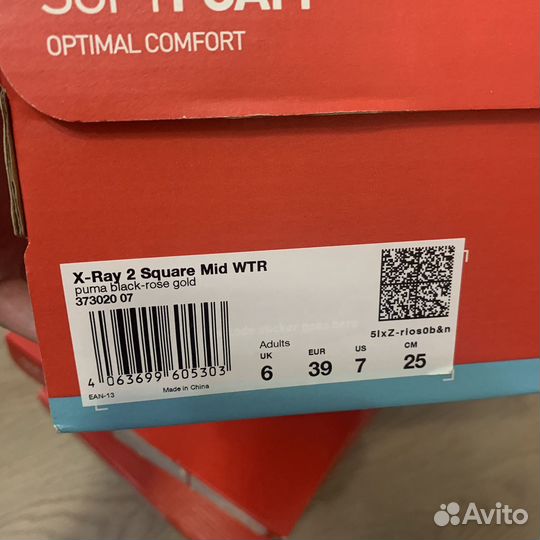 SOFTFOAM
OPTIMAL COMFORT
X-Ray 2 Square Mid WTR
puma black-rose gold
373020 07
5lxZ-rios0b&n
Adults
UK EUR US CM
6 39 7 25
4 063699 605303
EAN-13 Made in China
Avito